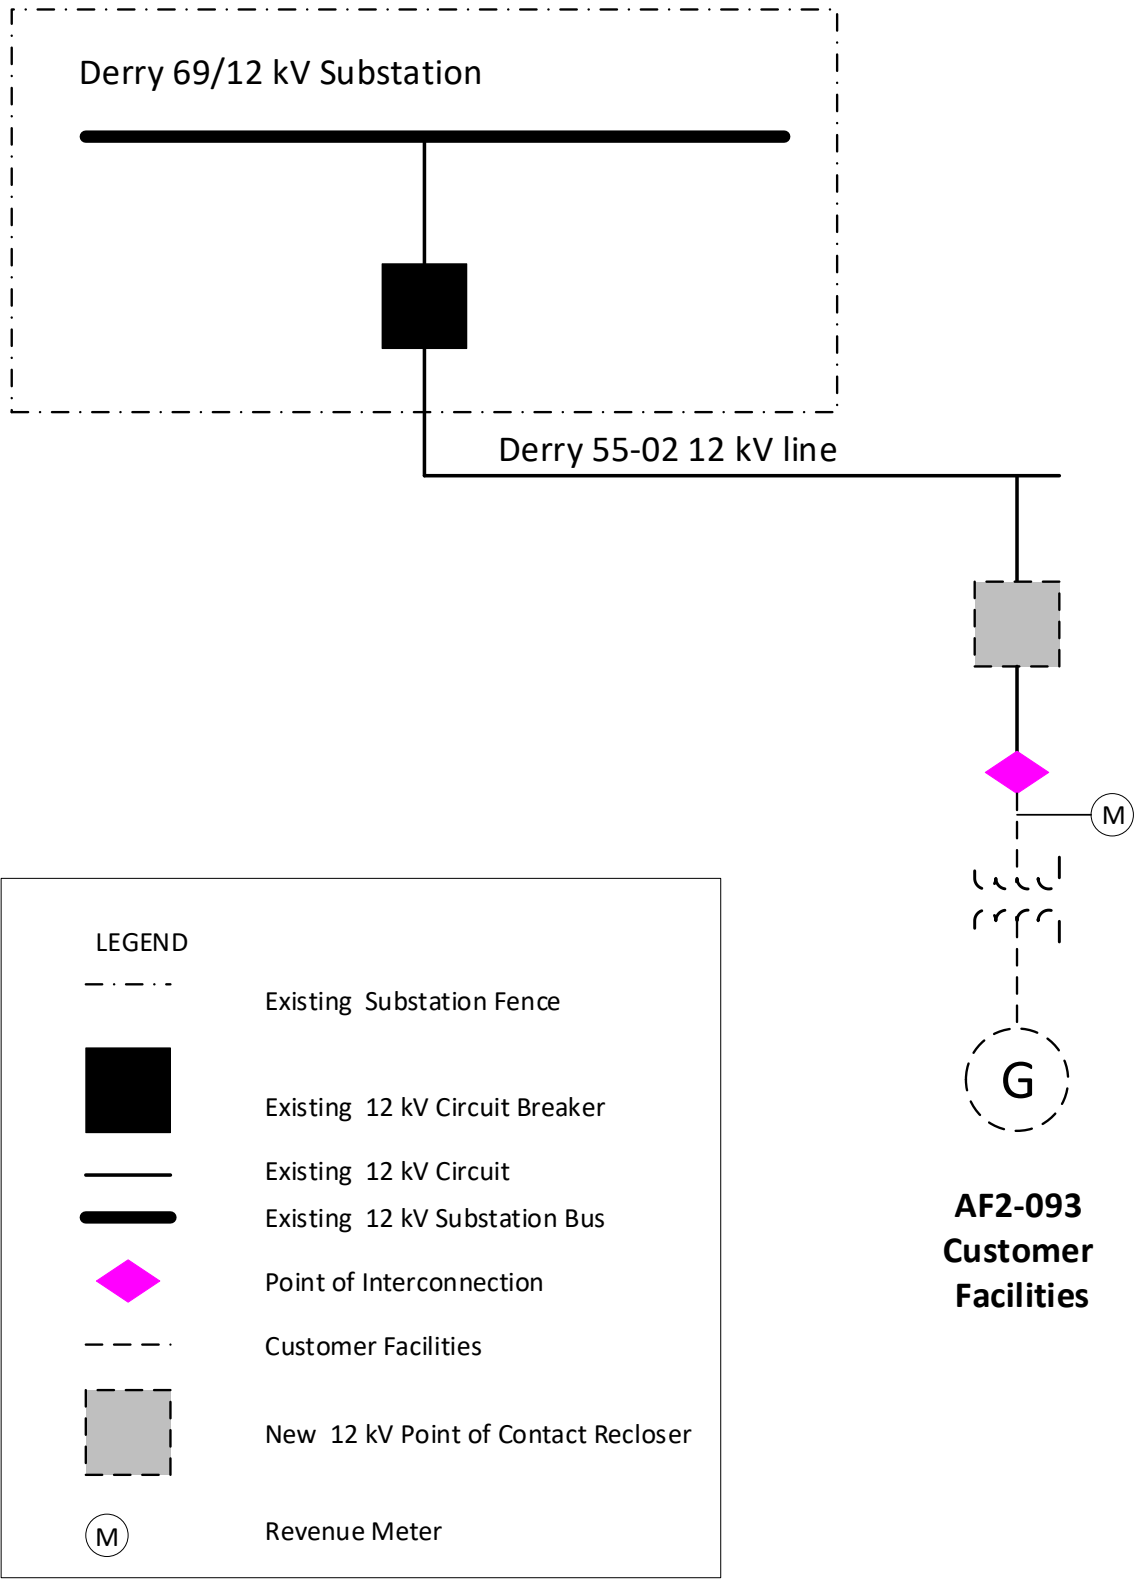 Derry 69/12 kV Substation
Derry 55-02 12 kV line
M
G
AF2-093
Customer
Facilities
LEGEND
Existing Substation Fence
Existing 12 kV Circuit Breaker
Existing 12 kV Circuit
Existing 12 kV Substation Bus
Point of Interconnection
Customer Facilities
New 12 kV Point of Contact Recloser
M
Revenue Meter